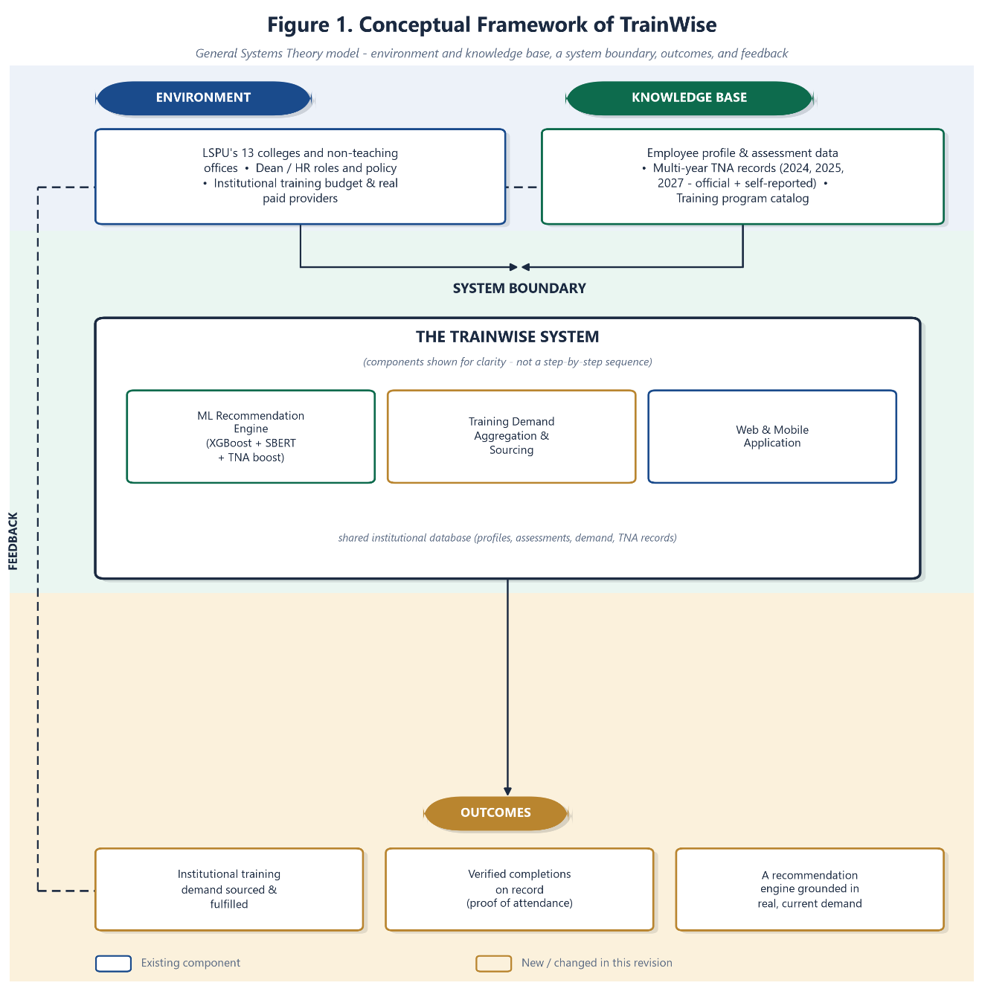 Figure 1. Conceptual Framework of TrainWise
General Systems Theory model - environment and knowledge base, a system boundary, outcomes, and feedback
ENVIRONMENT
KNOWLEDGE BASE
LSPU's 13 colleges and non-teaching
offices • Dean / HR roles and policy
• Institutional training budget & real
paid providers
Employee profile & assessment data
• Multi-year TNA records (2024, 2025,
2027 - official + self-reported) •
Training program catalog
SYSTEM BOUNDARY
THE TRAINWISE SYSTEM
(components shown for clarity - not a step-by-step sequence)
ML Recommendation
Engine
(XGBoost + SBERT
+ TNA boost)
Training Demand
Aggregation &
Sourcing
Web & Mobile
Application
shared institutional database (profiles, assessments, demand, TNA records)
FEEDBACK
OUTCOMES
Institutional training
demand sourced &
fulfilled
Verified completions
on record
(proof of attendance)
A recommendation
engine grounded in
real, current demand
Existing component
New / changed in this revision